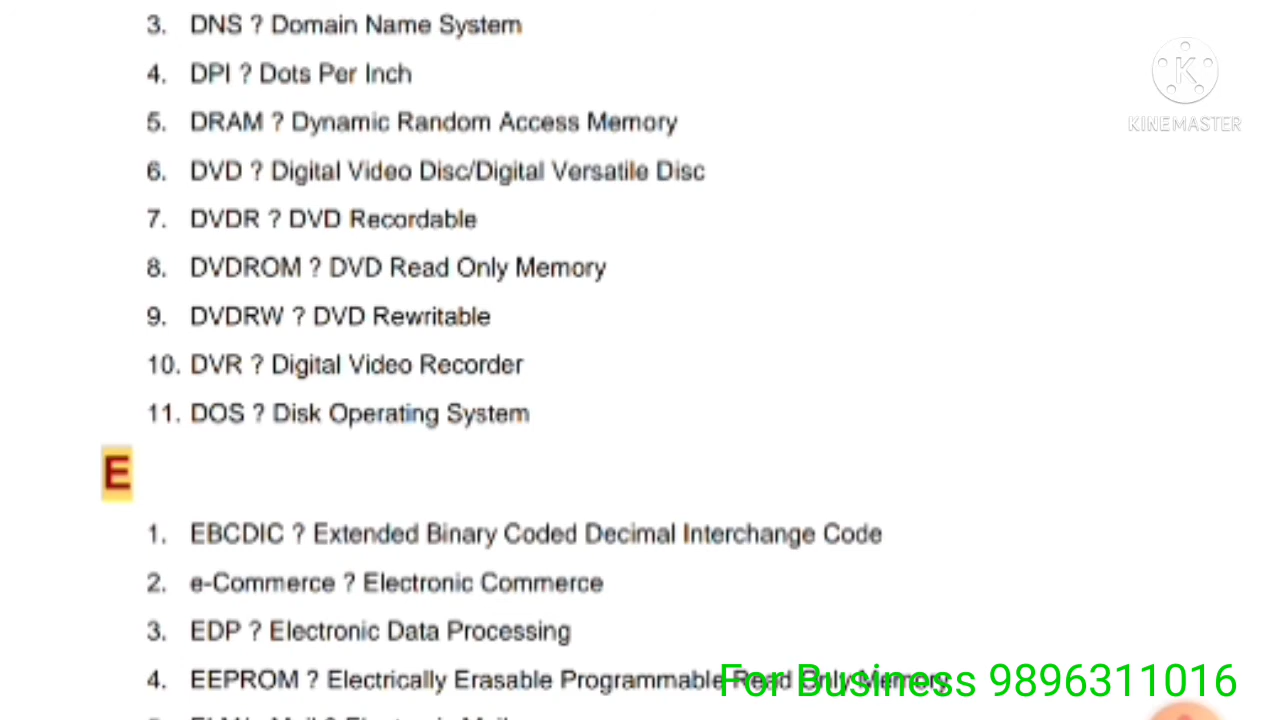 3. DNS ? Domain Name System
4. DPI ? Dots Per Inch
KINEMASTER
5. DRAM ? Dynamic Random Access Memory
6. DVD ? Digital Video Disc/Digital Versatile Disc
7. DVDR ? DVD Recordable
8. DVDROM ? DVD Read Only Memory
9. DVDRW ? DVD Rewritable
10. DVR ? Digital Video Recorder
11. DOS ? Disk Operating System
E
1. EBCDIC ? Extended Binary Coded Decimal Interchange Code
2. e-Commerce ? Electronic Commerce
3. EDP ? Electronic Data Processing
4. EEPROM ? Electrically Erasable Programmable Read Only Memory
For Business 9896311016